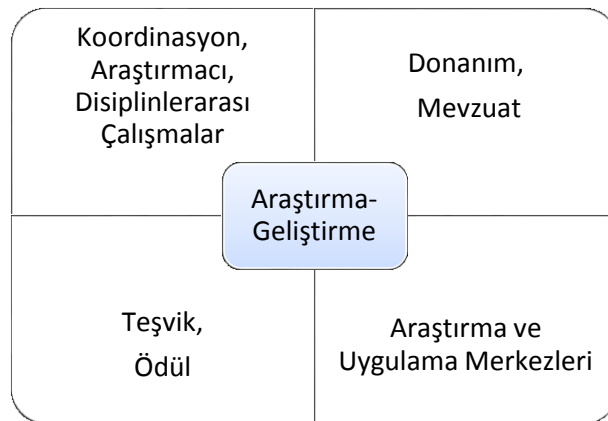 Koordinasyon,
Araştırmacı,
Disiplinlerarası
Çalışmalar
Donanım,
Mevzuat
Araştırma-
Geliştirme
Teşvik,
Ödül
Araştırma ve
Uygulama Merkezleri